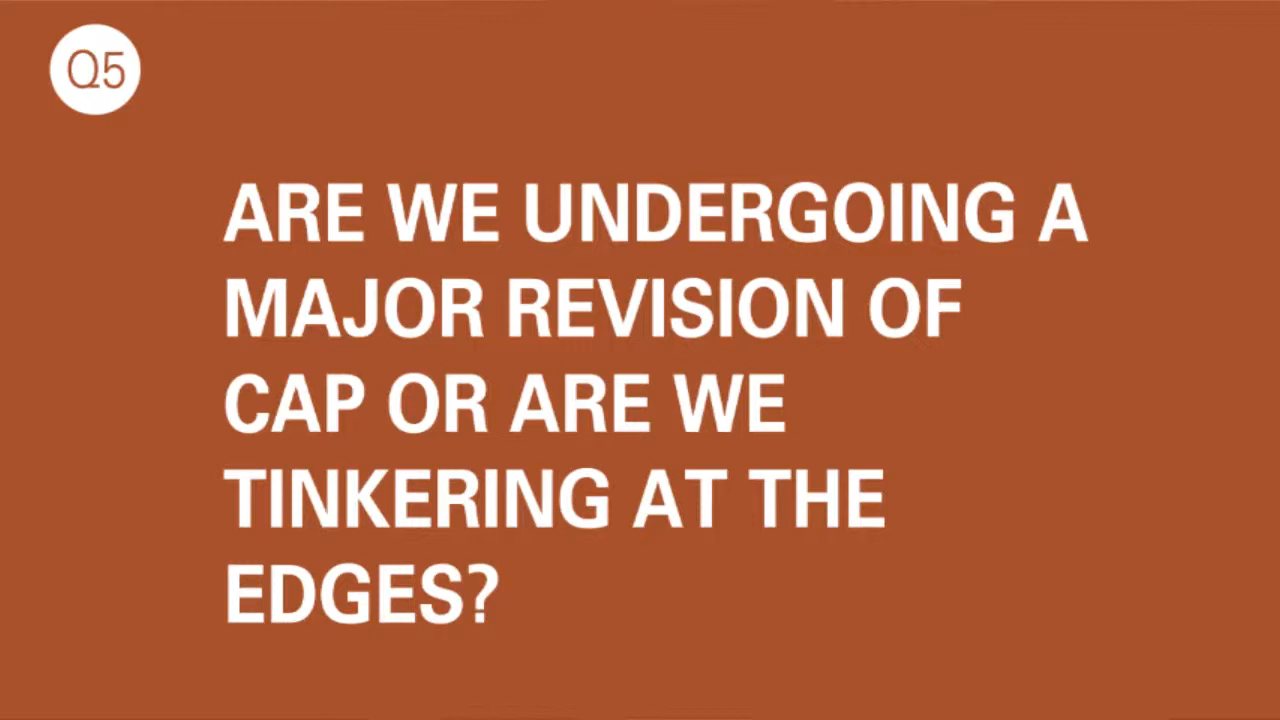 Q5
ARE WE UNDERGOING A
MAJOR REVISION OF
CAP OR ARE WE
TINKERING AT THE
EDGES?